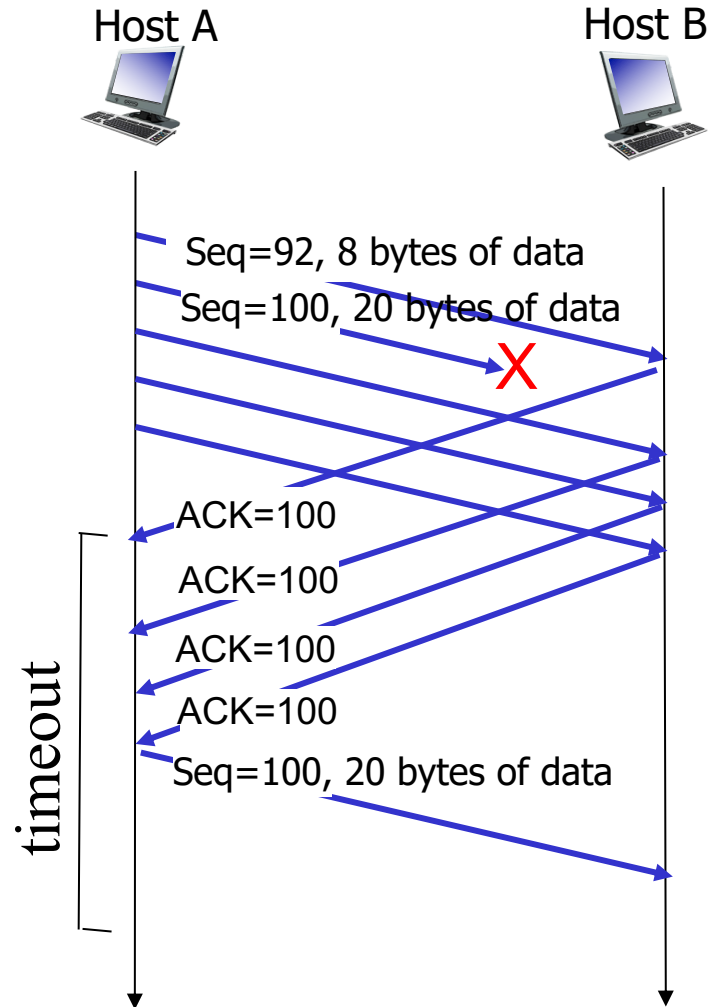 Host A
Host B
Seq=92, 8 bytes of data
Seq=100, 20 bytes of data
X
ACK=100
ACK=100
ACK=100
ACK=100
Seq=100, 20 bytes of data
timeout